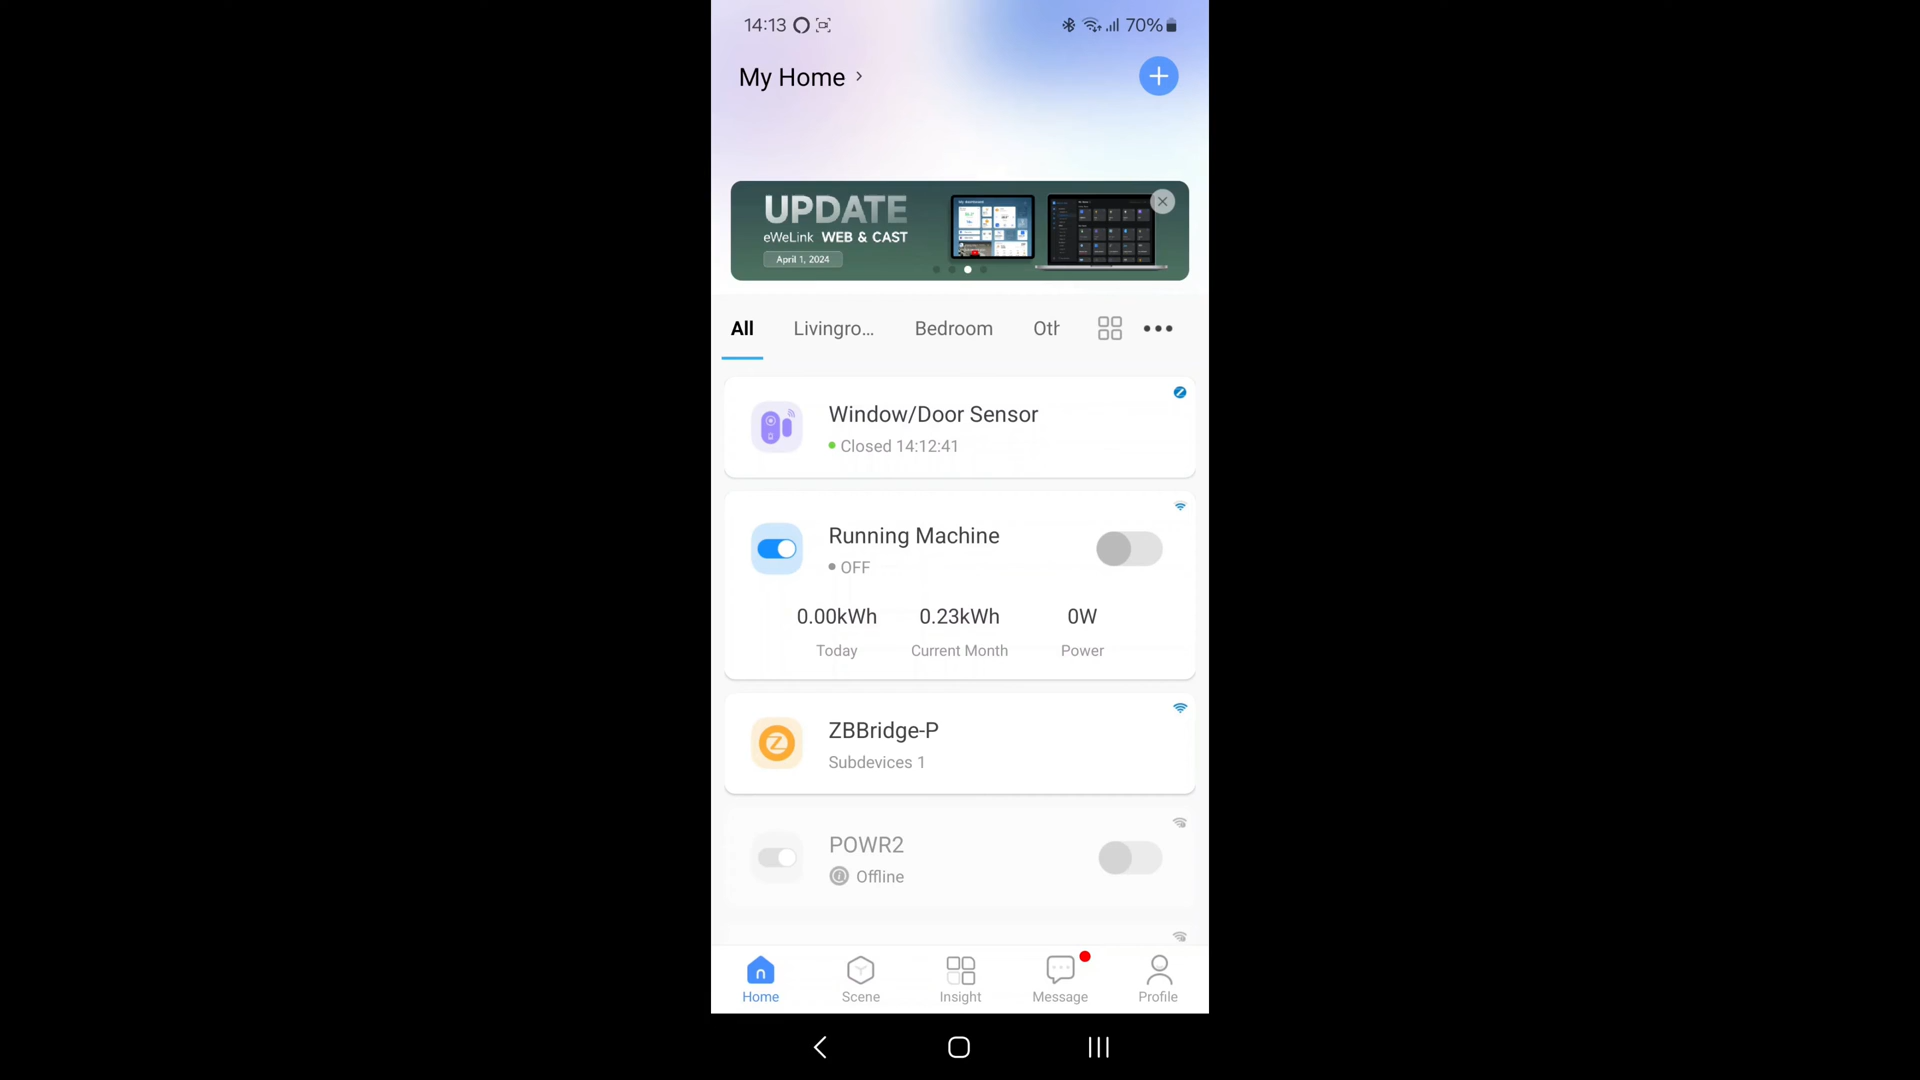 14:13 70%
My Home
UPDATE
eWeLink WEB & CAST
April 1, 2024
All Livingro... Bedroom Oth
Window/Door Sensor
Closed 14:12:41
Running Machine
OFF
0.00kWh 0.23kWh 0W
Today Current Month Power
ZBBridge-P
Subdevices 1
POWR2
Offline
Home Scene Insight Message Profile